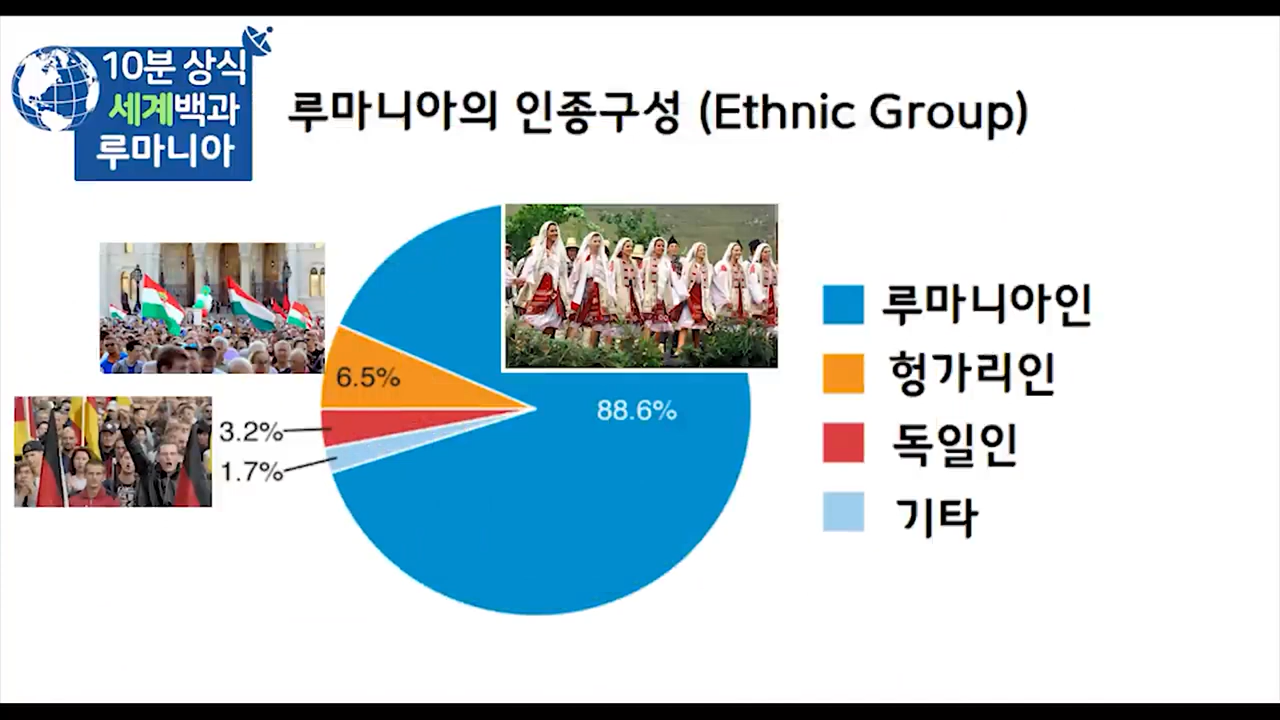 10분 상식
세계백과
루마니아
루마니아의 인종구성 (Ethnic Group)
6.5%
3.2%
1.7%
88.6%
루마니아인
헝가리인
독일인
기타